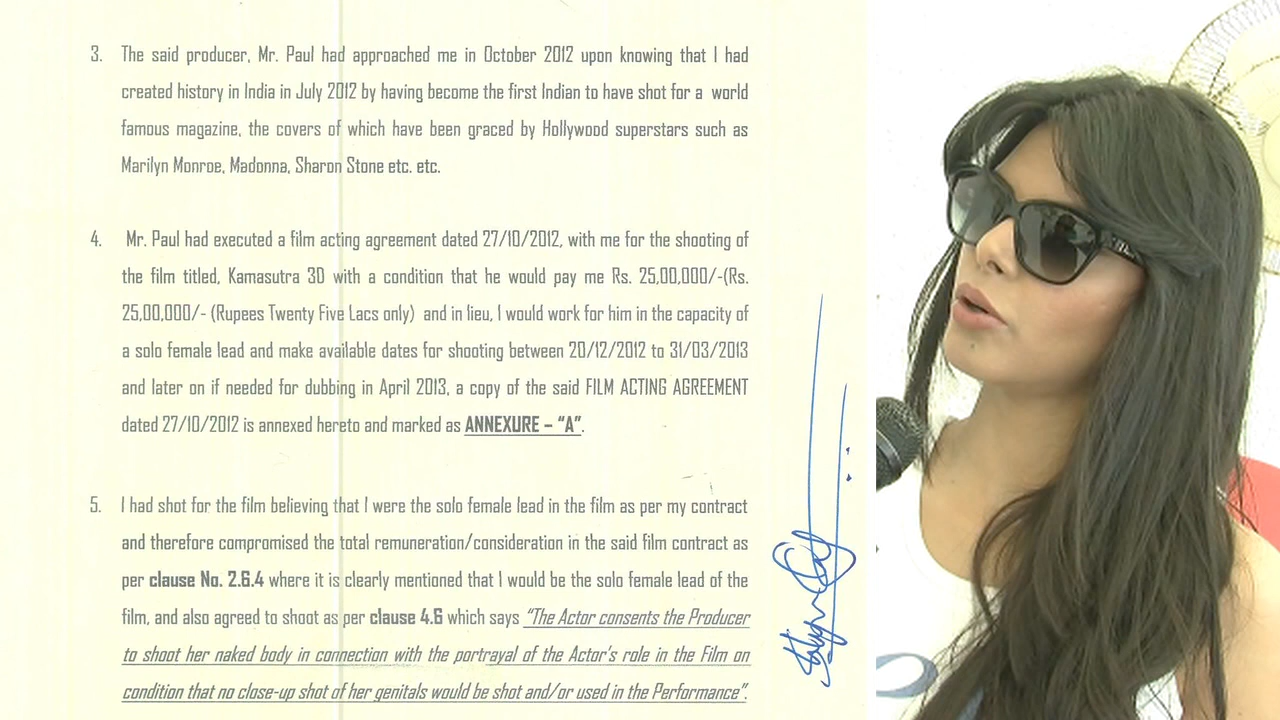 3. The said producer, Mr. Paul had approached me in October 2012 upon knowing that I had
created history in India in July 2012 by having become the first Indian to have shot for a world
famous magazine, the covers of which have been graced by Hollywood superstars such as
Marilyn Monroe, Madonna, Sharon Stone etc. etc.
4. Mr. Paul had executed a film acting agreement dated 27/10/2012, with me for the shooting of
the film titled, Kamasutra 3D with a condition that he would pay me Rs. 25,00,000/-(Rs.
25,00,000/- (Rupees Twenty Five Lacs only) and in lieu, I would work for him in the capacity of
a solo female lead and make available dates for shooting between 20/12/2012 to 31/03/2013
and later on if needed for dubbing in April 2013, a copy of the said FILM ACTING AGREEMENT
dated 27/10/2012 is annexed hereto and marked as ANNEXURE – “A”.
5. I had shot for the film believing that I were the solo female lead in the film as per my contract
and therefore compromised the total remuneration/consideration in the said film contract as
per clause No. 2.6.4 where it is clearly mentioned that I would be the solo female lead of the
film, and also agreed to shoot as per clause 4.6 which says “The Actor consents the Producer
to shoot her naked body in connection with the portrayal of the Actor's role in the Film on
condition that no close-up shot of her genitals would be shot and/or used in the Performance”.